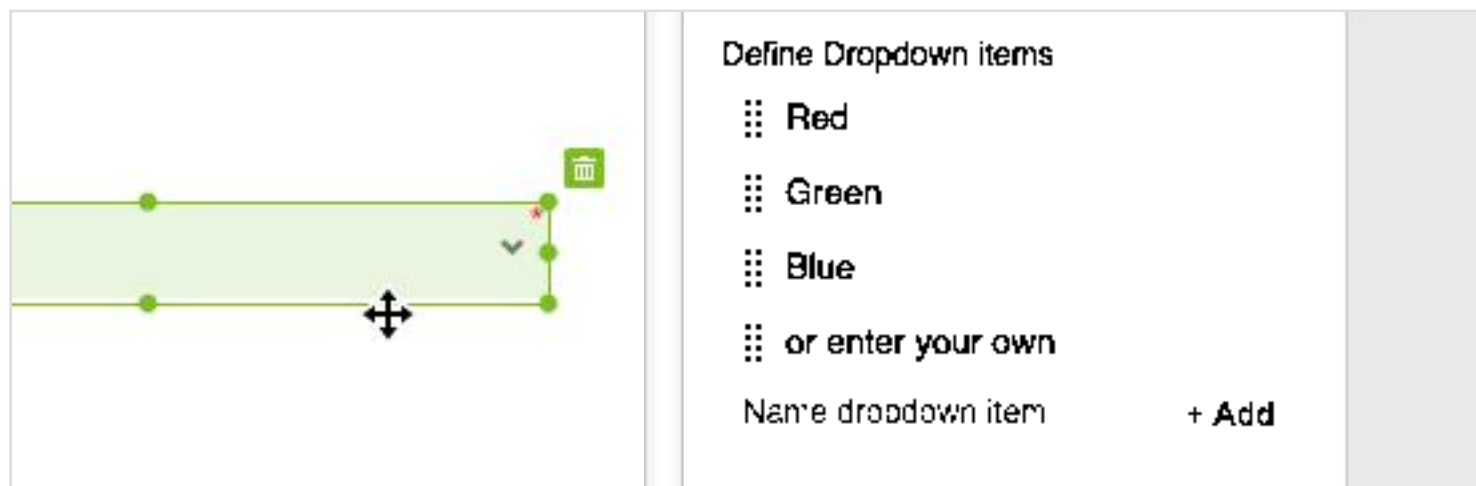 Define Dropdown items
Red
Green
Blue
or enter your own
Name dropdown item
+ Add
*